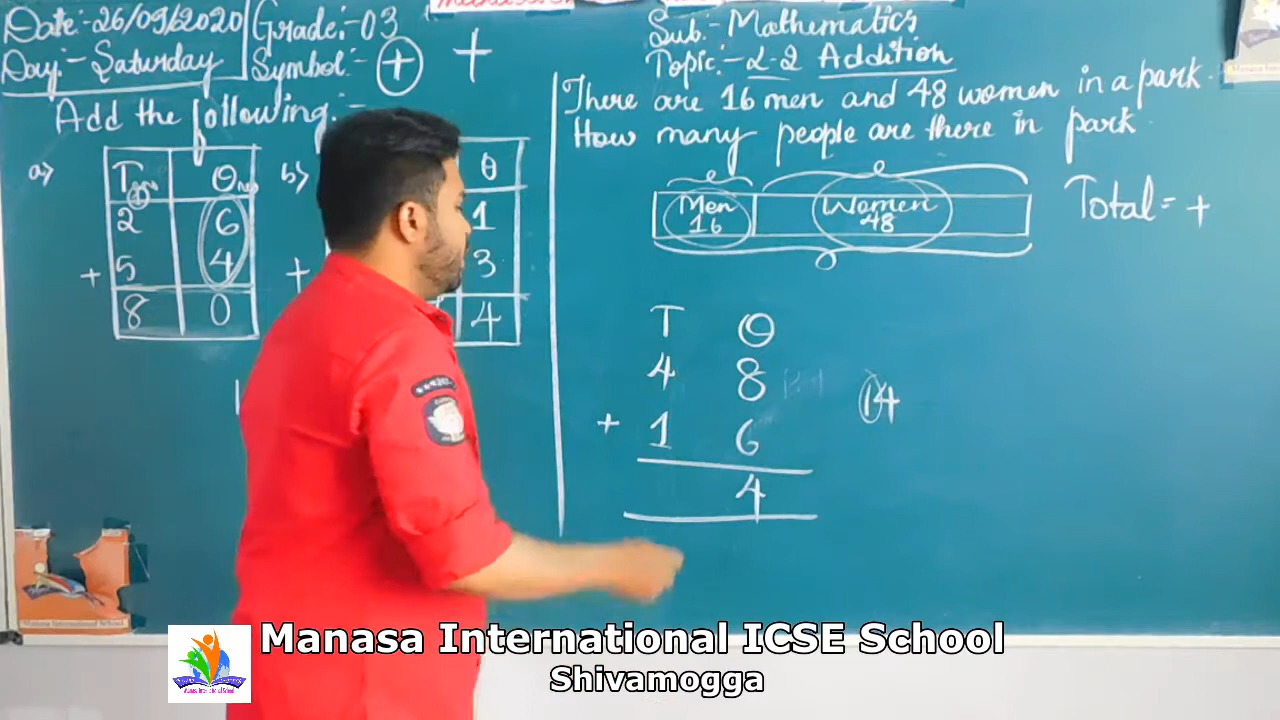 Date:- 26/09/2020
Day:- Saturday
Grade:-03
Symbol:- + +
Add the following:-
a)
T Ones
2 6
+ 5 4
8 0
b)
O
1
+ 3
4
Sub:- Mathematics
Topic:- 2.2 Addition
There are 16 men and 48 women in a park.
How many people are there in park.
Men Women
16 48
Total = +
T O
4 8
14
+ 1 6
4
Manasa International
Manasa International ICSE School
Shivamogga